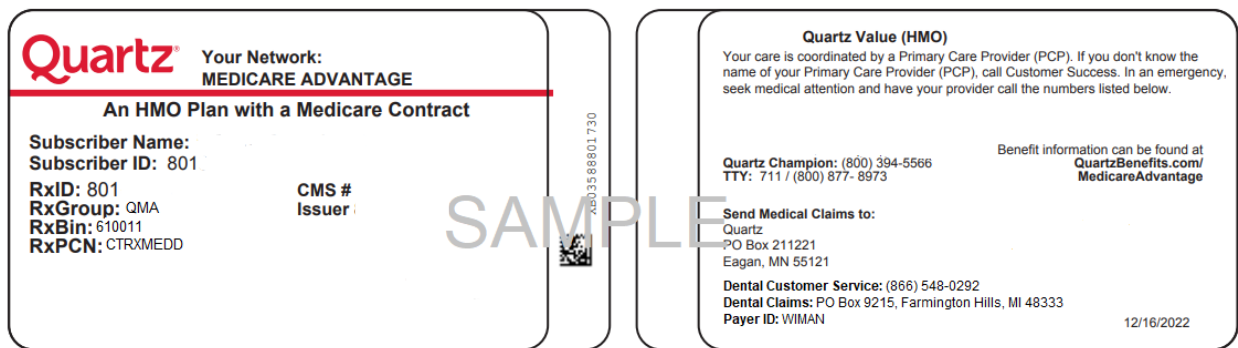 Quartz®
Your Network:
MEDICARE ADVANTAGE
An HMO Plan with a Medicare Contract
Subscriber Name:
Subscriber ID: 801
RxID: 801
RxGroup: QMA
RxBin: 610011
RxPCN: CTRXMEDD
CMS #
Issuer
XB03588801730
SAMPLE
Quartz Value (HMO)
Your care is coordinated by a Primary Care Provider (PCP). If you don't know the
name of your Primary Care Provider (PCP), call Customer Success. In an emergency,
seek medical attention and have your provider call the numbers listed below.
Quartz Champion: (800) 394-5566
TTY: 711 / (800) 877- 8973
Benefit information can be found at
QuartzBenefits.com/
MedicareAdvantage
Send Medical Claims to:
Quartz
PO Box 211221
Eagan, MN 55121
Dental Customer Service: (866) 548-0292
Dental Claims: PO Box 9215, Farmington Hills, MI 48333
Payer ID: WIMAN
12/16/2022